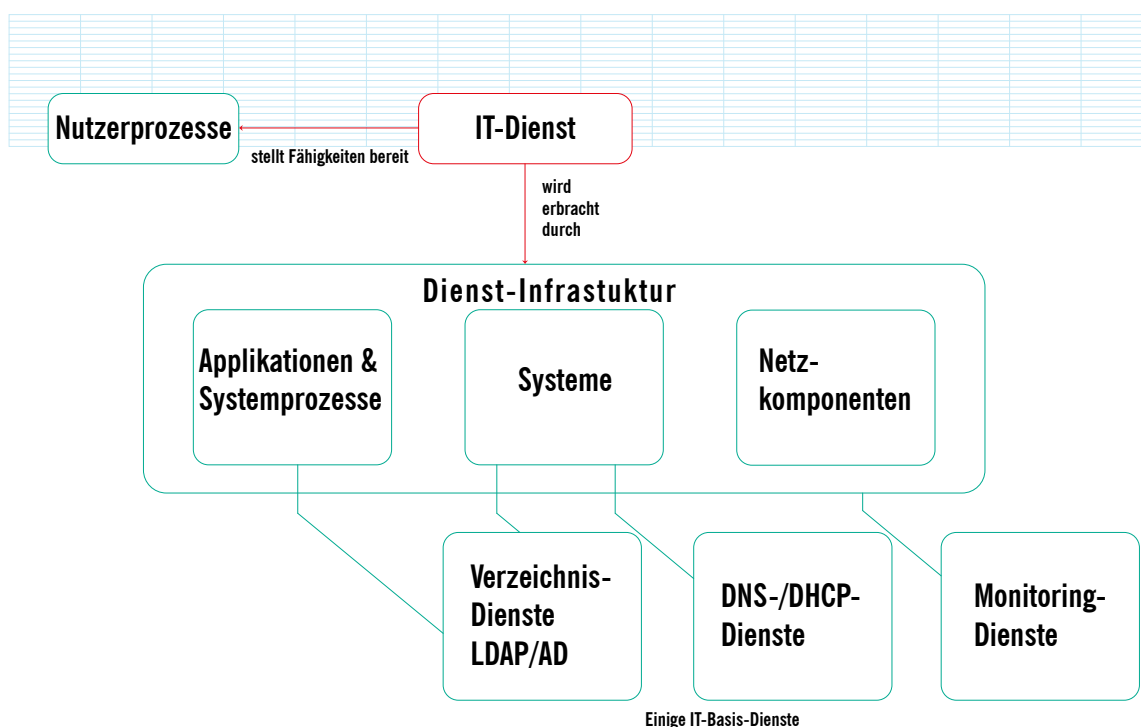 Nutzerprozesse
IT-Dienst
stellt Fähigkeiten bereit
wird
erbracht
durch
Dienst-Infrastuktur
Applikationen &
Systemprozesse
Systeme
Netz-
komponenten
Verzeichnis-
Dienste
LDAP/AD
DNS-/DHCP-
Dienste
Monitoring-
Dienste
Einige IT-Basis-Dienste